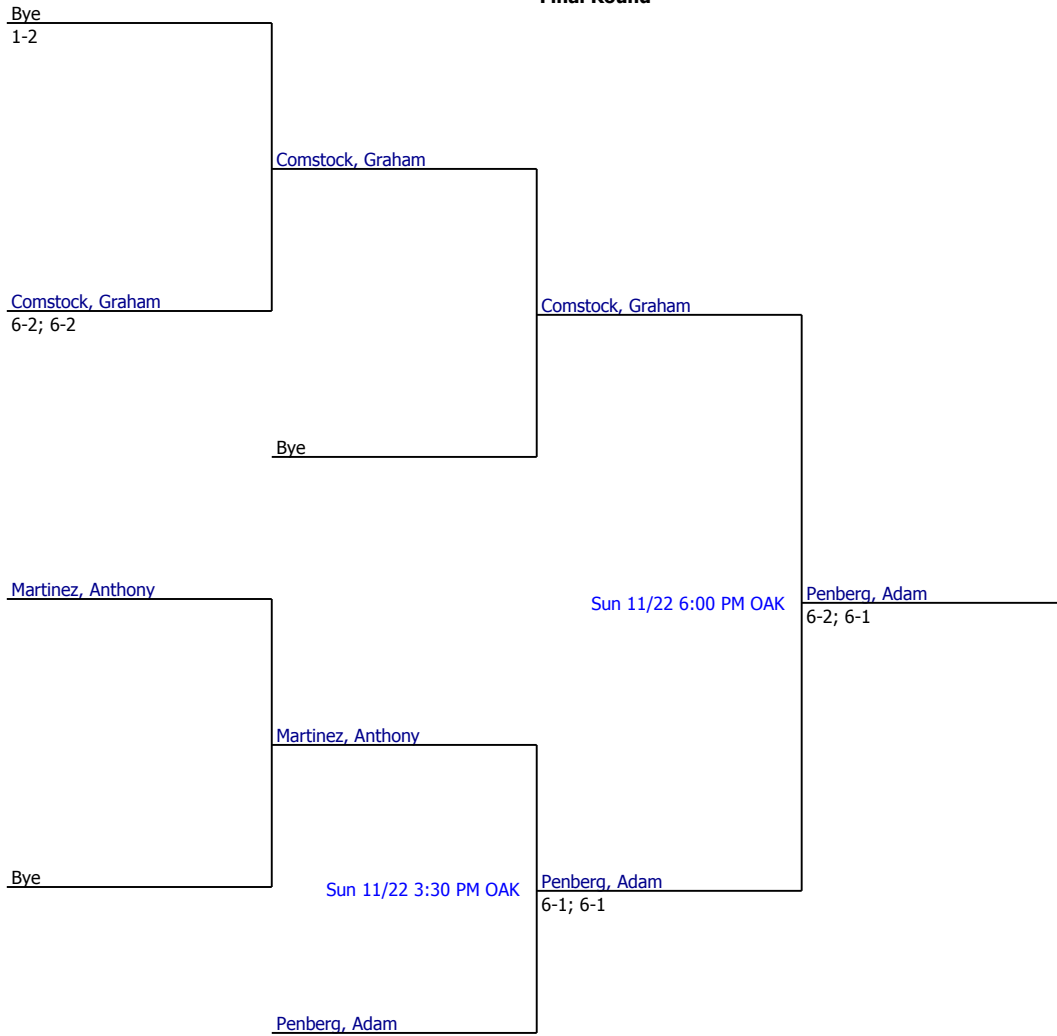 Final Round
Bye
1-2
Comstock, Graham
Comstock, Graham
6-2; 6-2
Comstock, Graham
Bye
Martinez, Anthony
Sun 11/22 6:00 PM OAK
Penberg, Adam
6-2; 6-1
Martinez, Anthony
Bye
Sun 11/22 3:30 PM OAK
Penberg, Adam
6-1; 6-1
Penberg, Adam